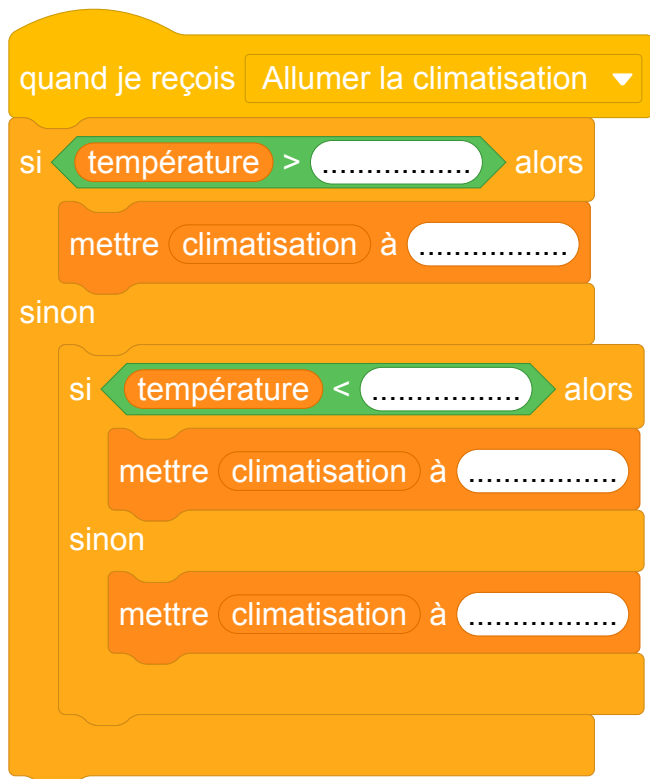 quand je reçois Allumer la climatisation
si température > ................. alors
mettre climatisation à .................
sinon
si température < ................. alors
mettre climatisation à .................
sinon
mettre climatisation à .................